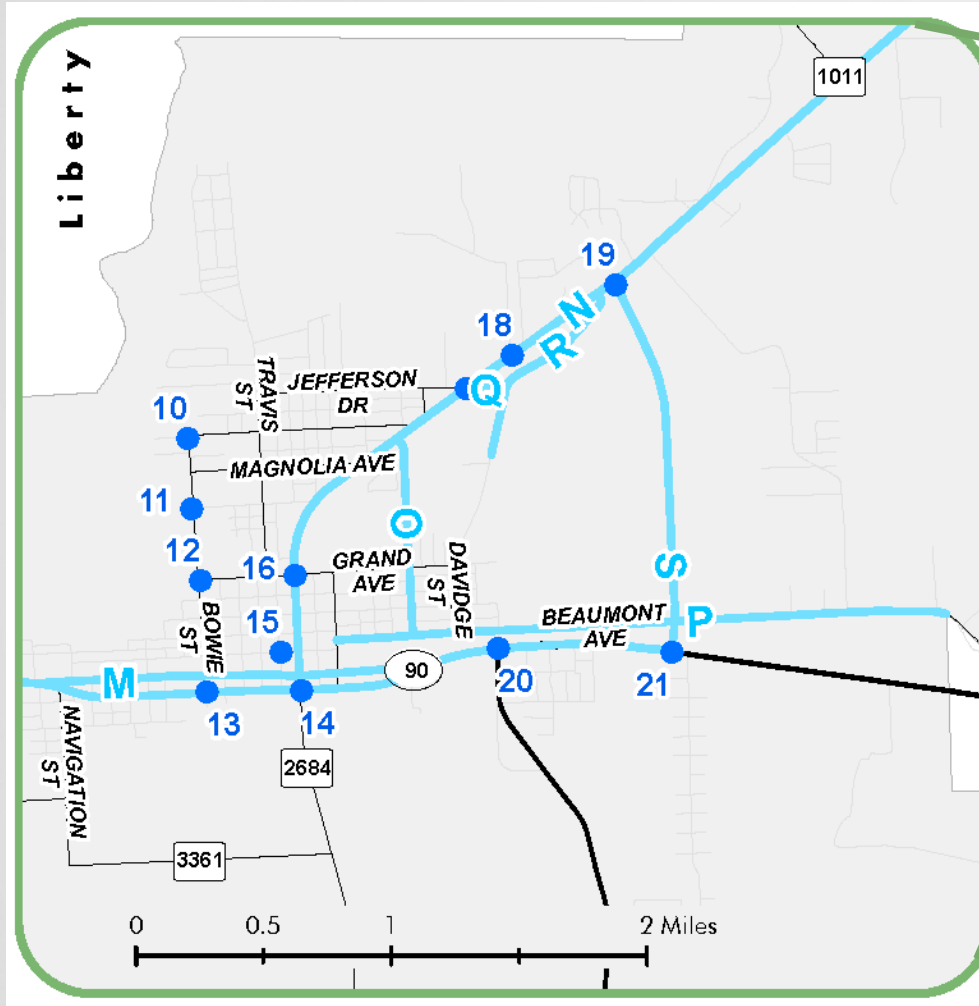 Liberty
1011
19
N
R
18
Q
TRAVIS
ST
JEFFERSON
DR
10
MAGNOLIA AVE
11
O
12
16
GRAND
AVE
DAVIDGE
ST
S
15
BOWIE
ST
BEAUMONT
AVE
P
M
90
20
21
13
14
NAVIGATION
ST
2684
3361
0
0.5
1
2 Miles